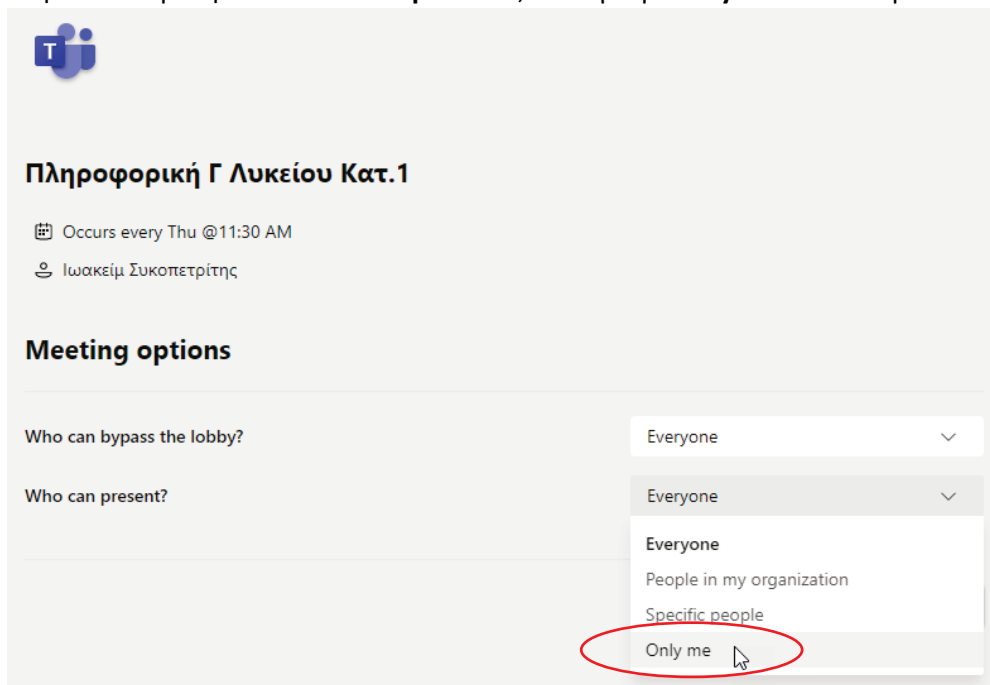 T
Πληροφορική Γ Λυκείου Κατ.1
Occurs every Thu @11:30 AM
Ιωακείμ Συκοπετρίτης
Meeting options
Who can bypass the lobby?
Everyone
Who can present?
Everyone
Everyone
People in my organization
Specific people
Only me